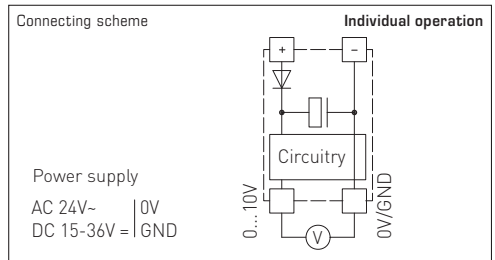 Connecting scheme
Individual operation
+
−
Circuitry
Power supply
AC 24V~ | 0V
DC 15-36V = | GND
0...10V
0V/GND
V